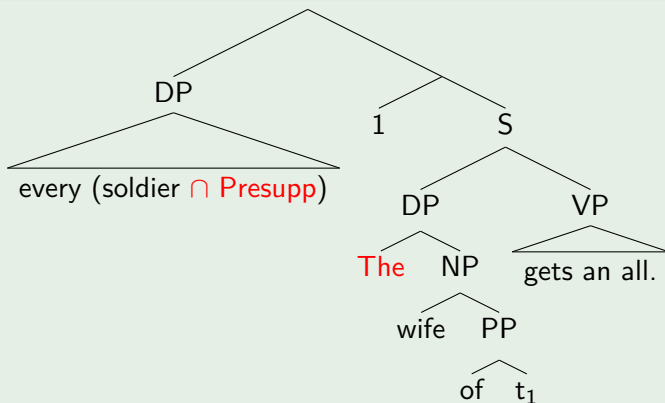 DP
1 S
every (soldier ∩ Presupp)
DP VP
The NP gets an all.
wife PP
of t₁